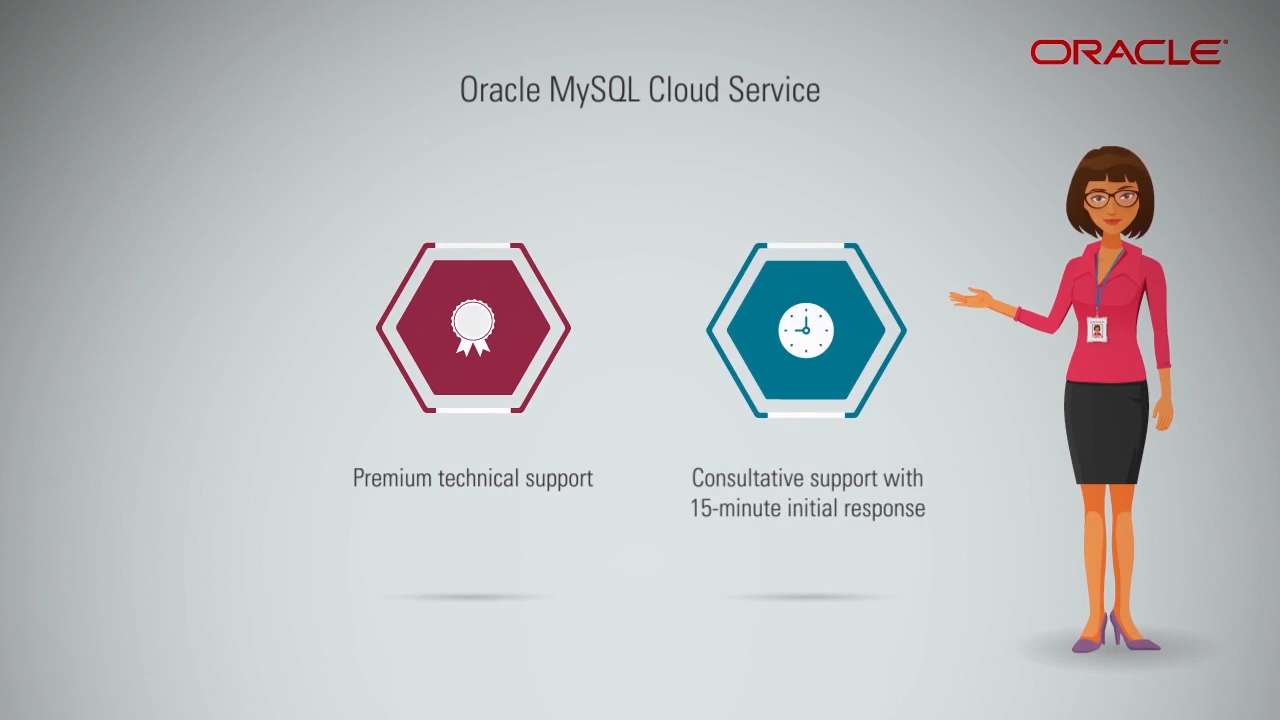 ORACLE
Oracle MySQL Cloud Service
Premium technical support
Consultative support with
15-minute initial response